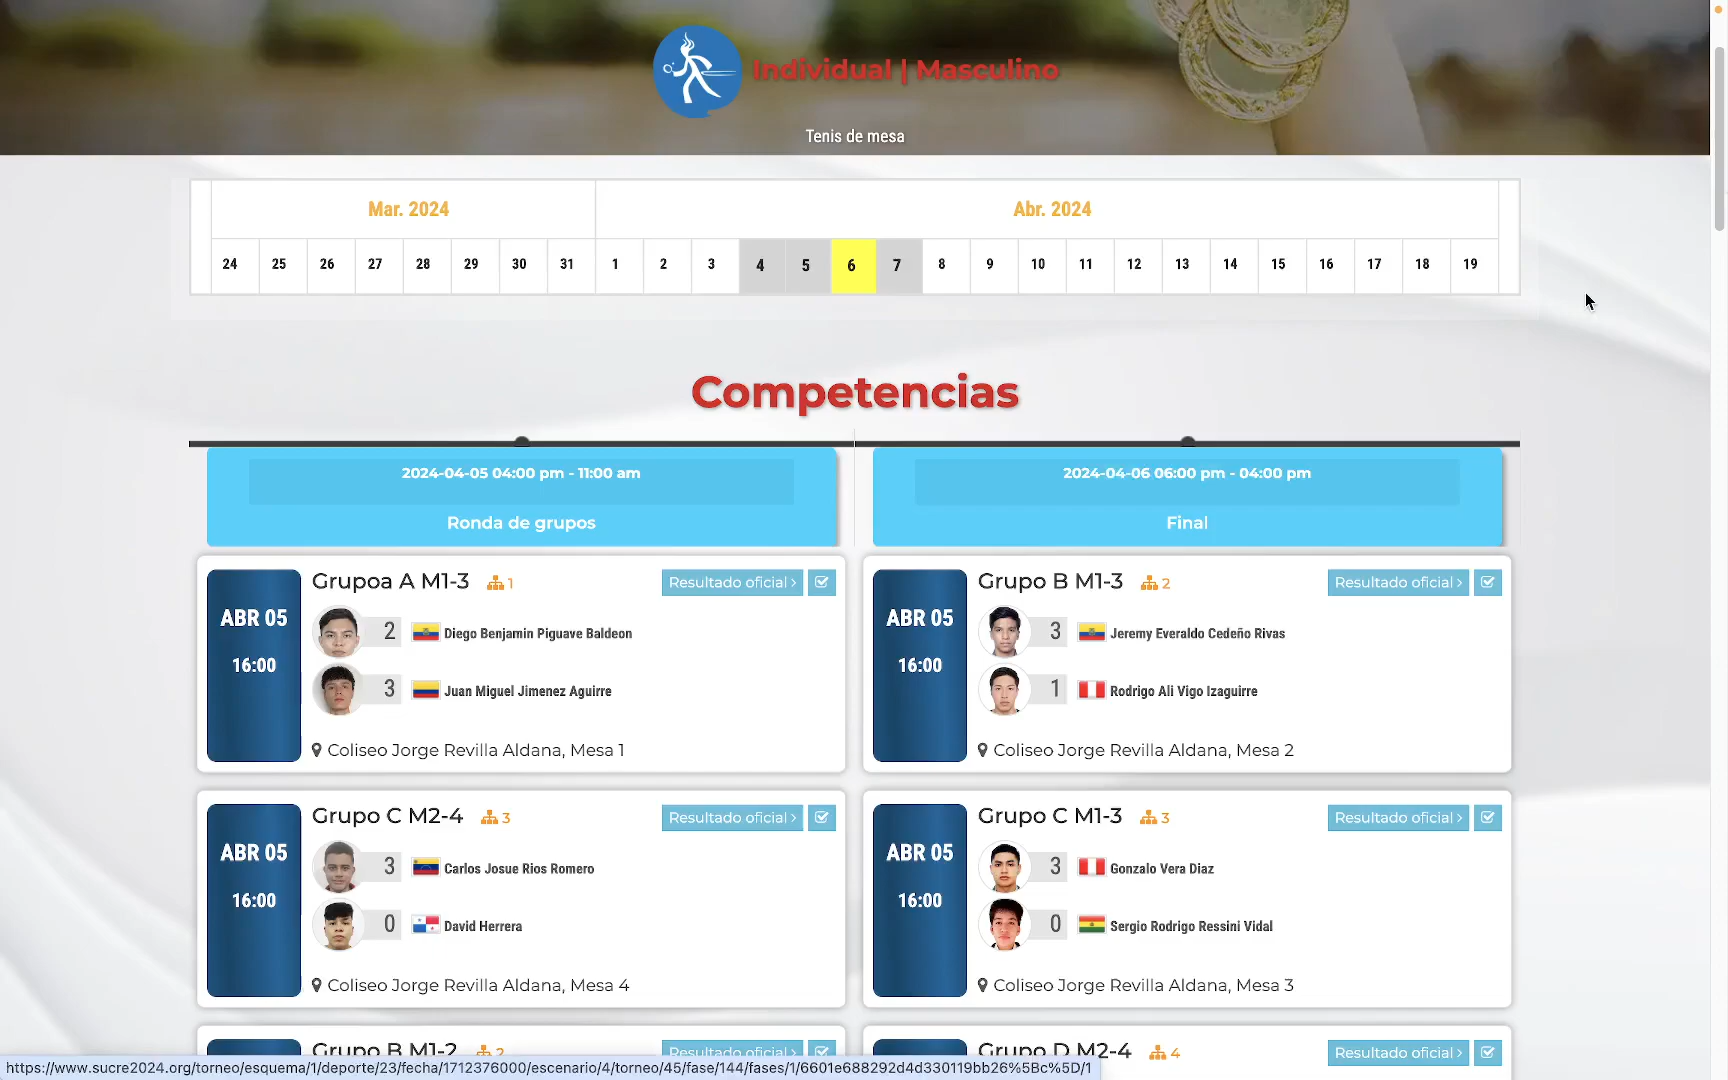 Individual | Masculino
Tenis de mesa
Mar. 2024
Abr. 2024
24 25 26 27 28 29 30 31 1 2 3 4 5 6 7 8 9 10 11 12 13 14 15 16 17 18 19
Competencias
2024-04-05 04:00 pm - 11:00 am
Ronda de grupos
2024-04-06 06:00 pm - 04:00 pm
Final
ABR 05
16:00
Grupoa A M1-3 1
Resultado oficial ›
2 Diego Benjamin Piguave Baldeon
3 Juan Miguel Jimenez Aguirre
Coliseo Jorge Revilla Aldana, Mesa 1
ABR 05
16:00
Grupo B M1-3 2
Resultado oficial ›
3 Jeremy Everaldo Cedeño Rivas
1 Rodrigo Ali Vigo Izaguirre
Coliseo Jorge Revilla Aldana, Mesa 2
ABR 05
16:00
Grupo C M2-4 3
Resultado oficial ›
3 Carlos Josue Rios Romero
0 David Herrera
Coliseo Jorge Revilla Aldana, Mesa 4
ABR 05
16:00
Grupo C M1-3 3
Resultado oficial ›
3 Gonzalo Vera Diaz
0 Sergio Rodrigo Ressini Vidal
Coliseo Jorge Revilla Aldana, Mesa 3
Grupo B M1-2 2
Resultado oficial ›
Grupo D M2-4 4
Resultado oficial ›
https://www.sucre2024.org/torneo/esquema/1/deporte/23/fecha/1712376000/escenario/4/torneo/45/fase/144/fases/1/6601e688292d4d330119bb26%5Bc%5D/1